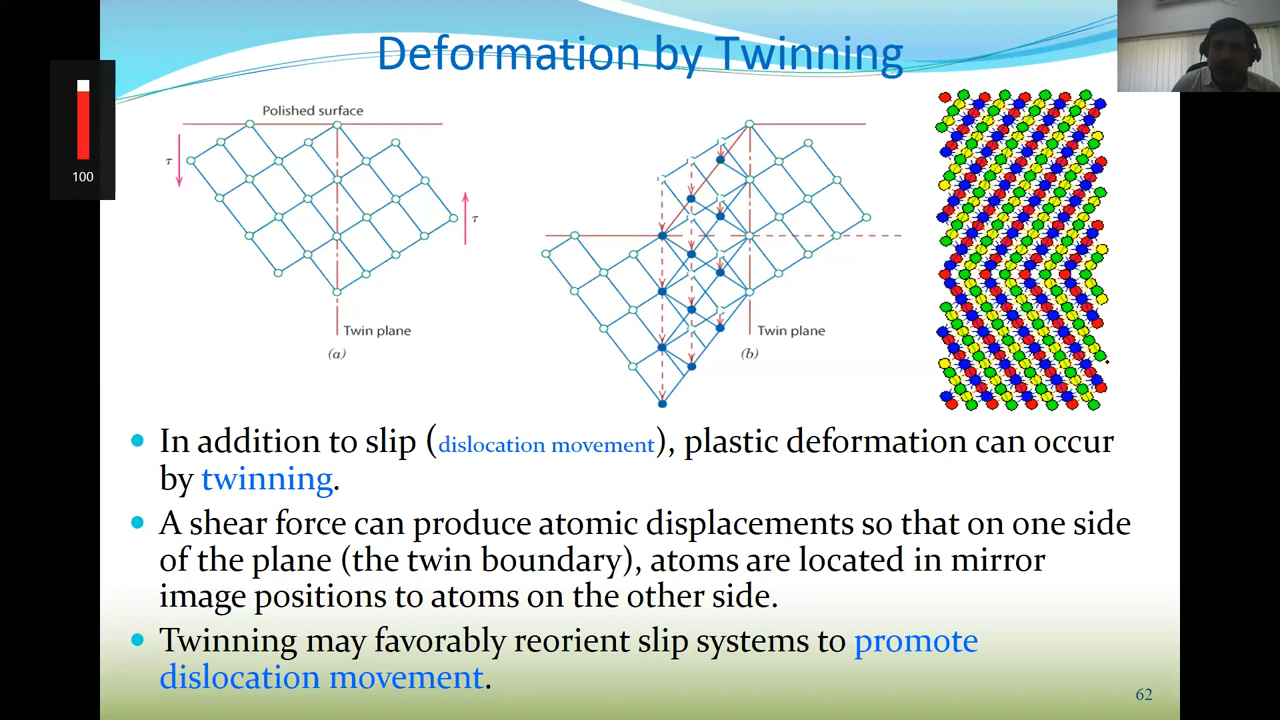 Deformation by Twinning
Polished surface
τ
τ
100
Twin plane
(a)
Twin plane
(b)
• In addition to slip (dislocation movement), plastic deformation can occur
by twinning.
• A shear force can produce atomic displacements so that on one side
of the plane (the twin boundary), atoms are located in mirror
image positions to atoms on the other side.
• Twinning may favorably reorient slip systems to promote
dislocation movement.
62